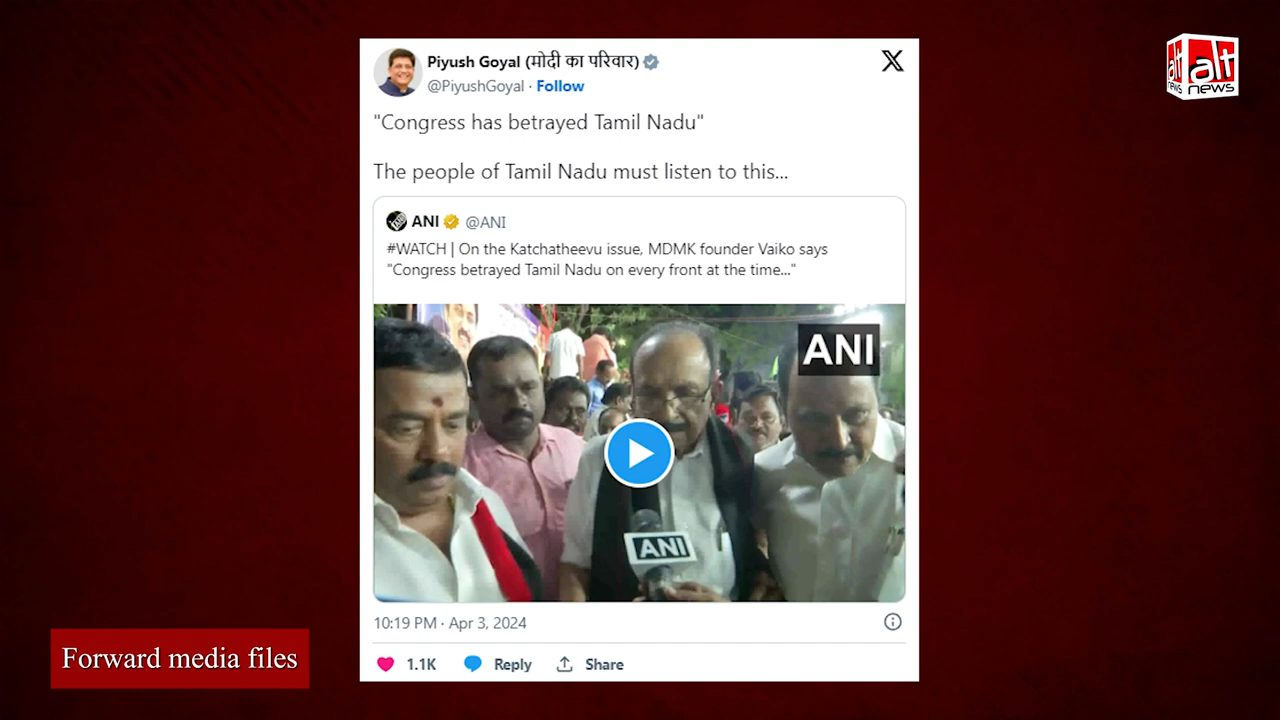 Piyush Goyal (मोदी का परिवार)
@PiyushGoyal · Follow
"Congress has betrayed Tamil Nadu"
The people of Tamil Nadu must listen to this...
ANI @ANI
#WATCH | On the Katchatheevu issue, MDMK founder Vaiko says
"Congress betrayed Tamil Nadu on every front at the time..."
ANI
ANI
10:19 PM · Apr 3, 2024
1.1K Reply Share
Forward media files
alt news
alt news